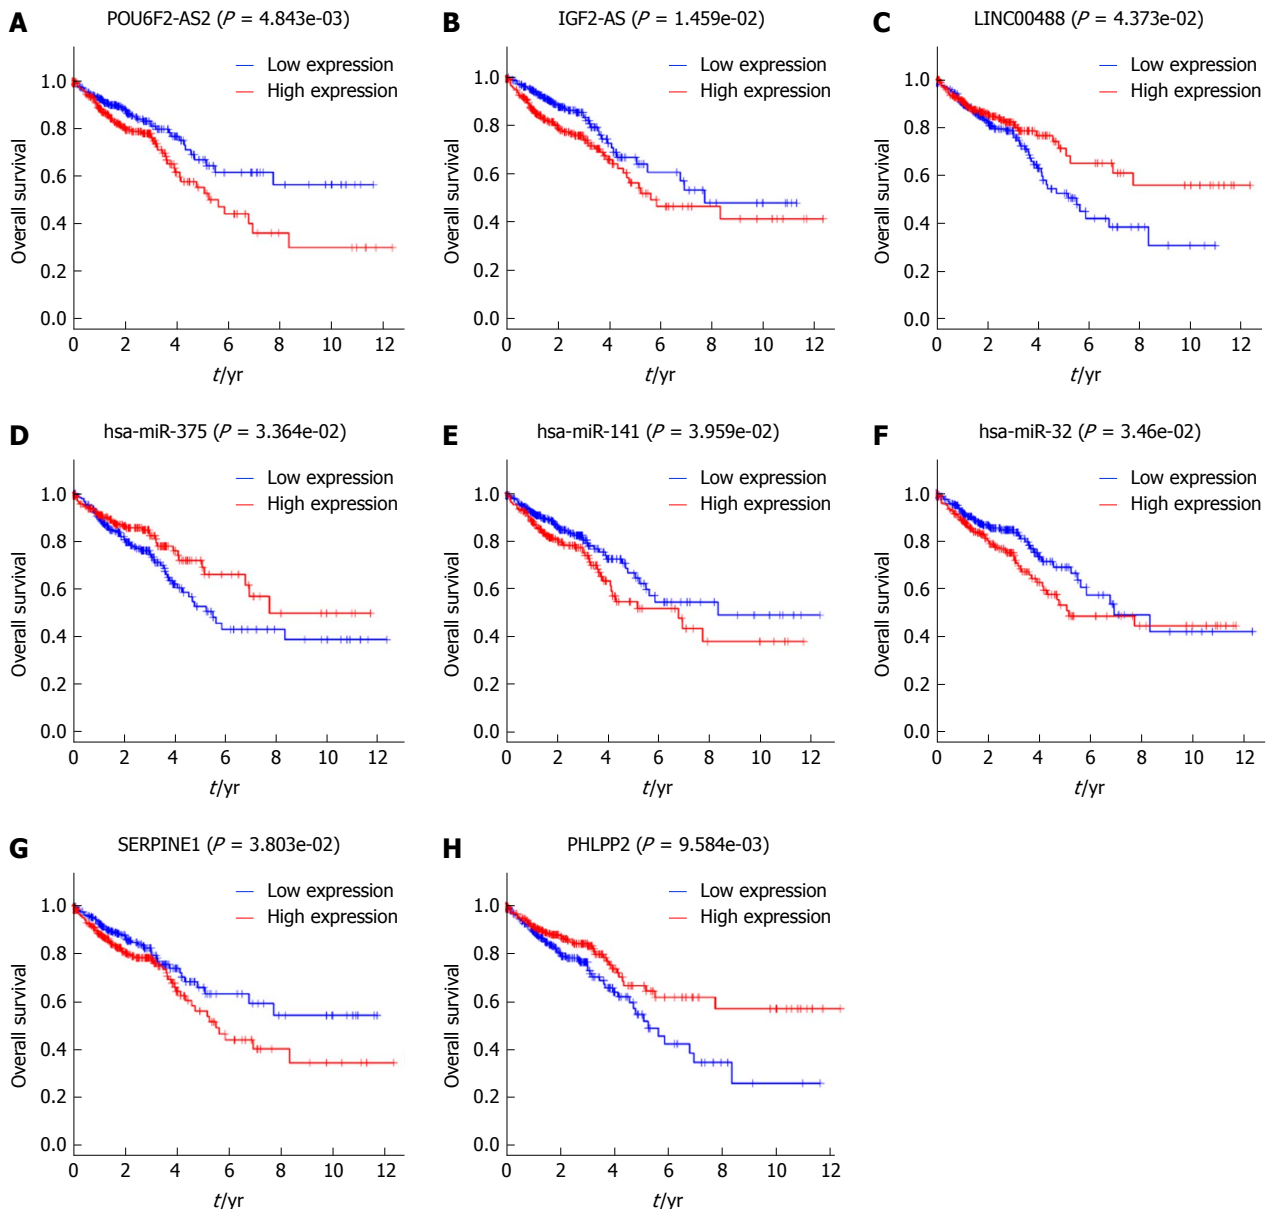 A
POU6F2-AS2 (P = 4.843e-03)
Low expression
High expression
Overall survival
1.0
0.8
0.6
0.4
0.2
0.0
0 2 4 6 8 10 12
t/yr
B
IGF2-AS (P = 1.459e-02)
Low expression
High expression
Overall survival
1.0
0.8
0.6
0.4
0.2
0.0
0 2 4 6 8 10 12
t/yr
C
LINC00488 (P = 4.373e-02)
Low expression
High expression
Overall survival
1.0
0.8
0.6
0.4
0.2
0.0
0 2 4 6 8 10 12
t/yr
D
hsa-miR-375 (P = 3.364e-02)
Low expression
High expression
Overall survival
1.0
0.8
0.6
0.4
0.2
0.0
0 2 4 6 8 10 12
t/yr
E
hsa-miR-141 (P = 3.959e-02)
Low expression
High expression
Overall survival
1.0
0.8
0.6
0.4
0.2
0.0
0 2 4 6 8 10 12
t/yr
F
hsa-miR-32 (P = 3.46e-02)
Low expression
High expression
Overall survival
1.0
0.8
0.6
0.4
0.2
0.0
0 2 4 6 8 10 12
t/yr
G
SERPINE1 (P = 3.803e-02)
Low expression
High expression
Overall survival
1.0
0.8
0.6
0.4
0.2
0.0
0 2 4 6 8 10 12
t/yr
H
PHLPP2 (P = 9.584e-03)
Low expression
High expression
Overall survival
1.0
0.8
0.6
0.4
0.2
0.0
0 2 4 6 8 10 12
t/yr